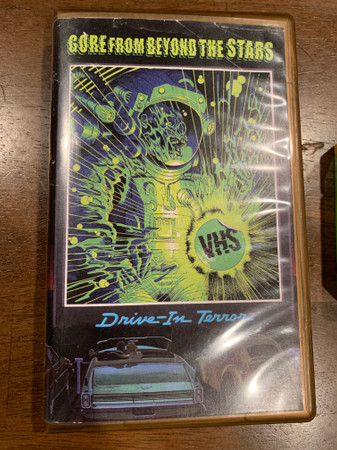 GORE FROM BEYOND THE STARS
VHS
Drive-In Terror